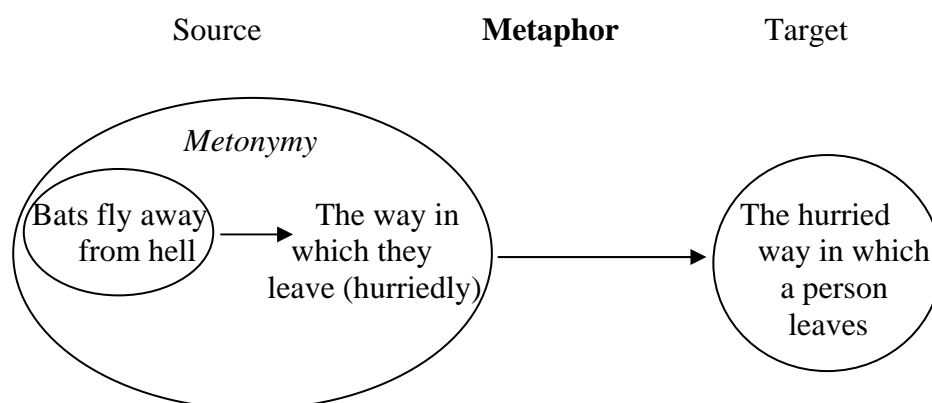 Source Metaphor Target
Metonymy
Bats fly away
from hell
The way in
which they
leave (hurriedly)
The hurried
way in which
a person
leaves